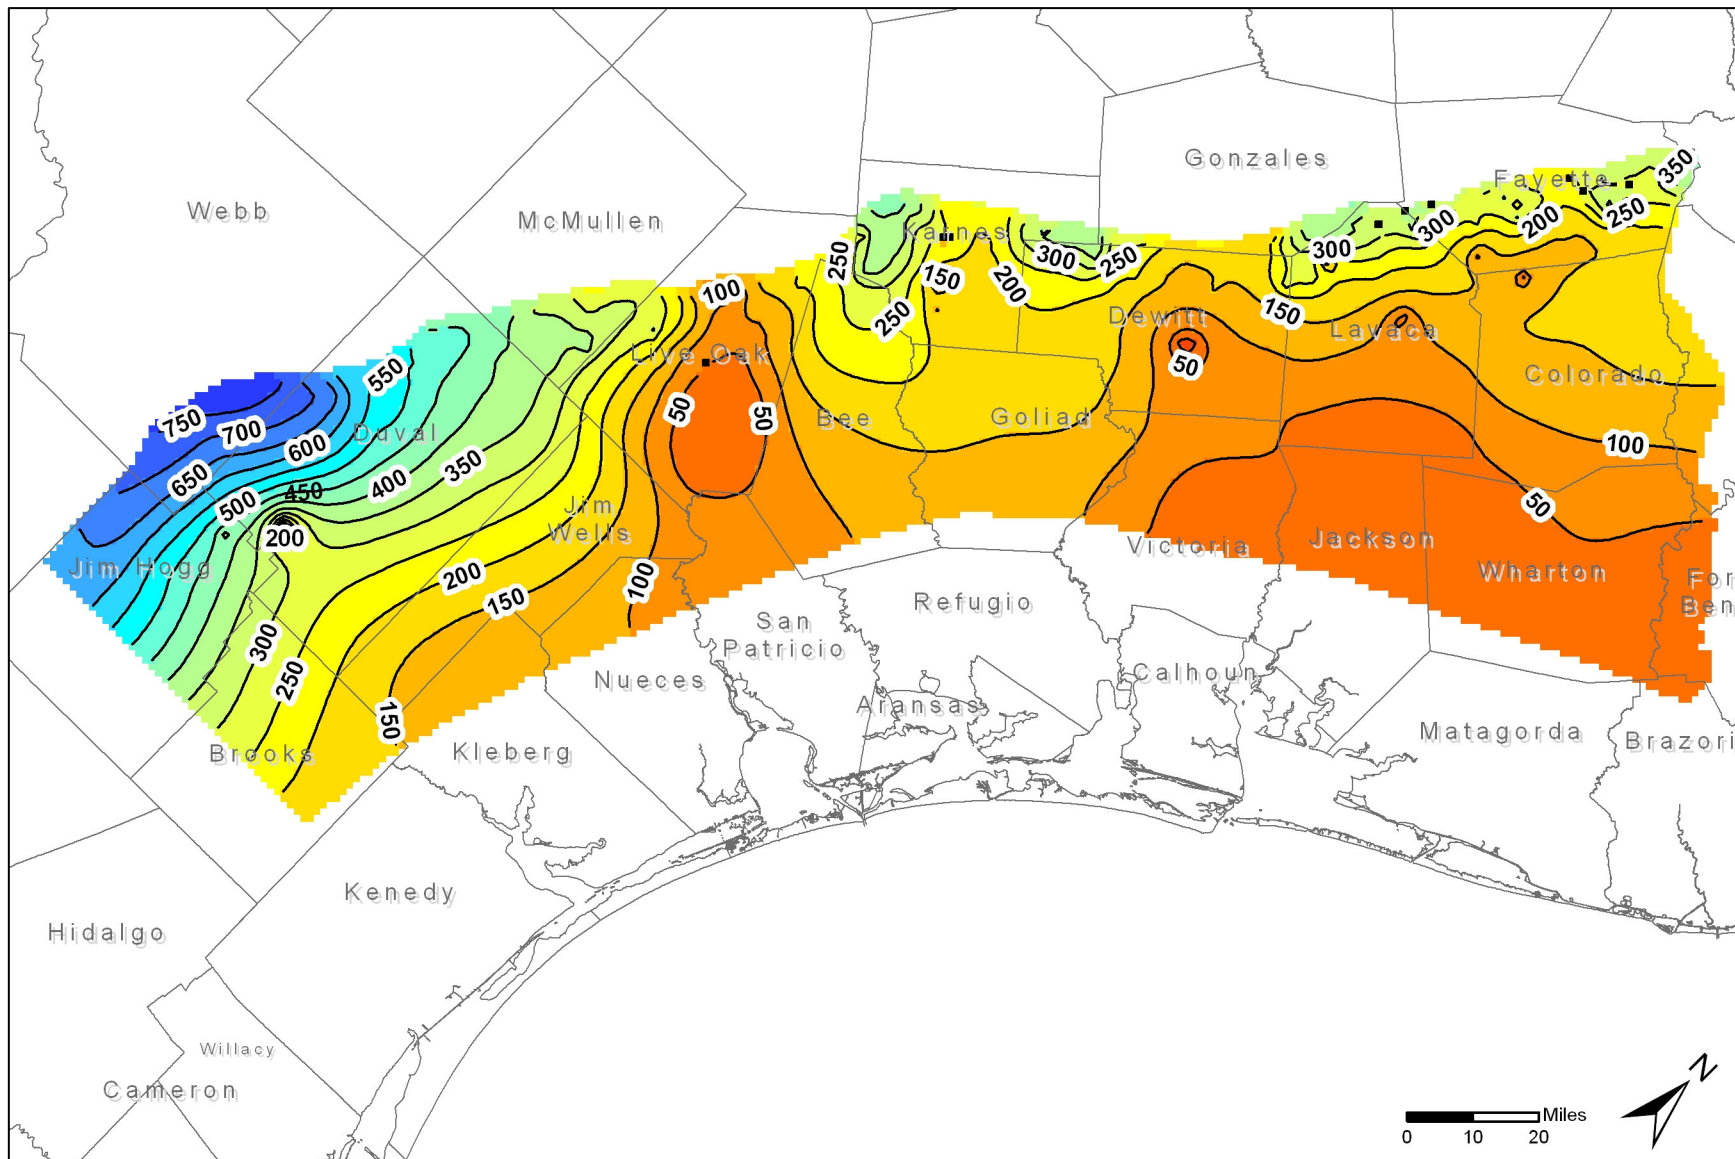 Gonzales
350
Fayette
Webb
McMullen
Karnes
200
250
300
300
250
300
250
150
200
100
250
150
Dewitt
Lavaca
Live Oak
50
550
Colorado
750
700
Duval
50
50
Bee
Goliad
600
100
650
350
400
450
500
50
Jim
Wells
200
Victoria
Jackson
Wharton
Jim Hogg
200
100
150
Refugio
San
Patricio
300
250
Nueces
Calhoun
Aransas
150
Matagorda
Brazori
Brooks
Kleberg
Kenedy
Hidalgo
Willacy
Cameron
N
Miles
0 10 20
For
Ben
S